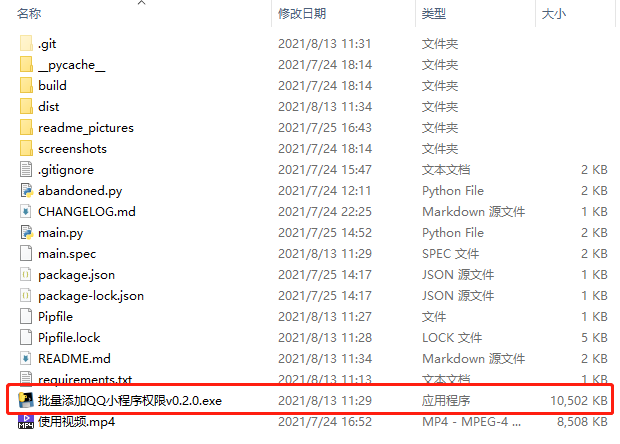 名称 修改日期 类型 大小
.git 2021/8/13 11:31 文件夹
__pycache__ 2021/7/24 18:14 文件夹
build 2021/7/24 18:14 文件夹
dist 2021/8/13 11:34 文件夹
readme_pictures 2021/7/25 16:43 文件夹
screenshots 2021/7/24 18:14 文件夹
.gitignore 2021/7/24 15:47 文本文档 2 KB
abandoned.py 2021/7/24 12:11 Python File 2 KB
CHANGELOG.md 2021/7/24 22:25 Markdown 源文件 1 KB
main.py 2021/7/25 14:52 Python File 2 KB
main.spec 2021/8/13 11:29 SPEC 文件 2 KB
package.json 2021/7/25 14:17 JSON 源文件 1 KB
package-lock.json 2021/7/25 14:17 JSON 源文件 1 KB
Pipfile 2021/8/13 11:27 文件 1 KB
Pipfile.lock 2021/8/13 11:28 LOCK 文件 5 KB
README.md 2021/8/13 11:34 Markdown 源文件 2 KB
requirements.txt 2021/8/13 11:27 文本文档 1 KB
批量添加QQ小程序权限v0.2.0.exe 2021/8/13 11:29 应用程序 10,502 KB
MP4 使用视频.mp4 2021/7/24 16:52 MP4 - MPEG-4 ... 8,508 KB